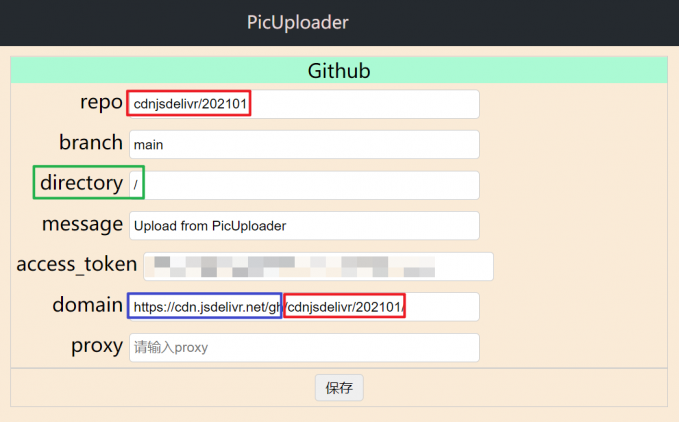 PicUploader
Github
repo cdnjsdelivr/202101
branch main
directory /
message Upload from PicUploader
access_token
domain https://cdn.jsdelivr.net/gh/cdnjsdelivr/202101/
proxy 请输入proxy
保存